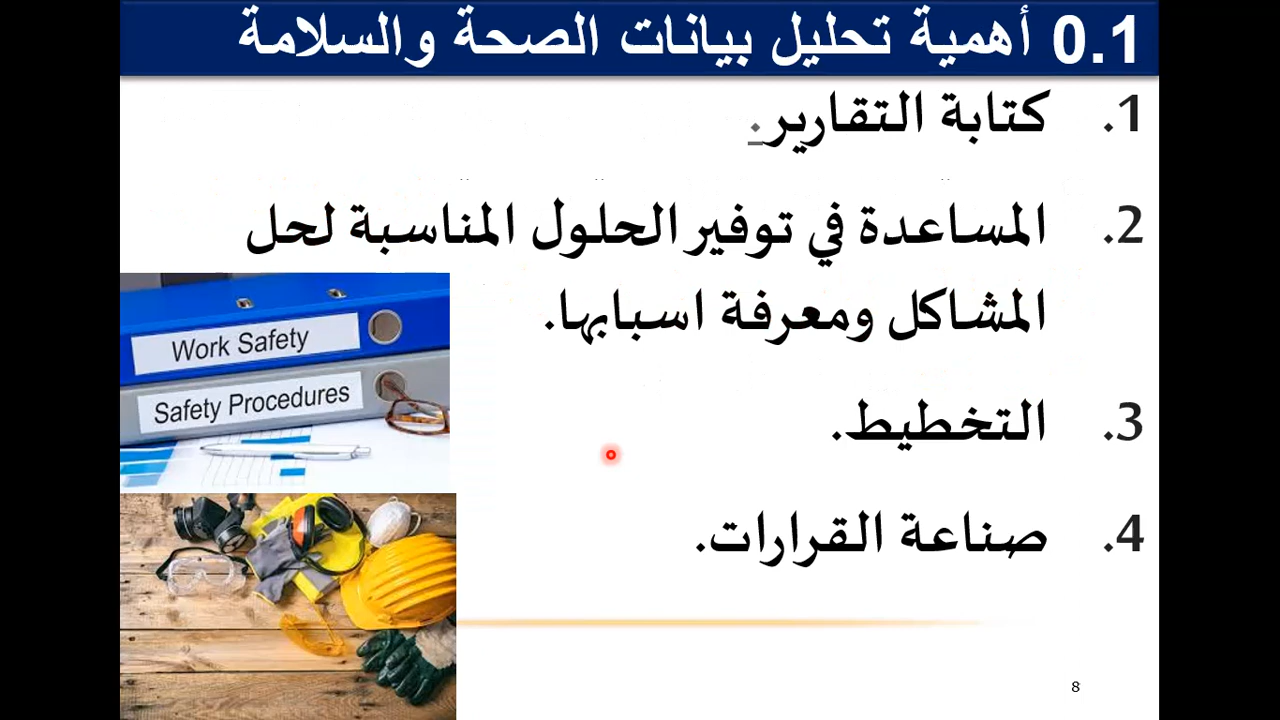 0.1 أهمية تحليل بيانات الصحة والسلامة
1. كتابة التقارير.
2. المساعدة في توفير الحلول المناسبة لحل
المشاكل ومعرفة اسبابها.
3. التخطيط.
4. صناعة القرارات.
Work Safety
Safety Procedures
8